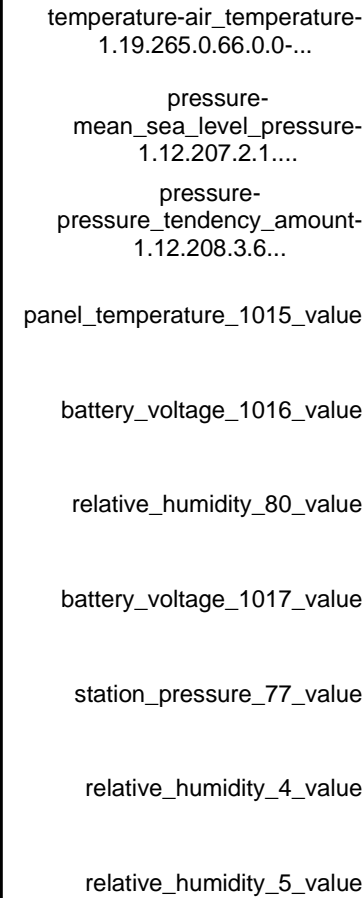 temperature-air_temperature-
1.19.265.0.66.0.0-...
pressure-
mean_sea_level_pressure-
1.12.207.2.1....
pressure-
pressure_tendency_amount-
1.12.208.3.6...
panel_temperature_1015_value
battery_voltage_1016_value
relative_humidity_80_value
battery_voltage_1017_value
station_pressure_77_value
relative_humidity_4_value
relative_humidity_5_value